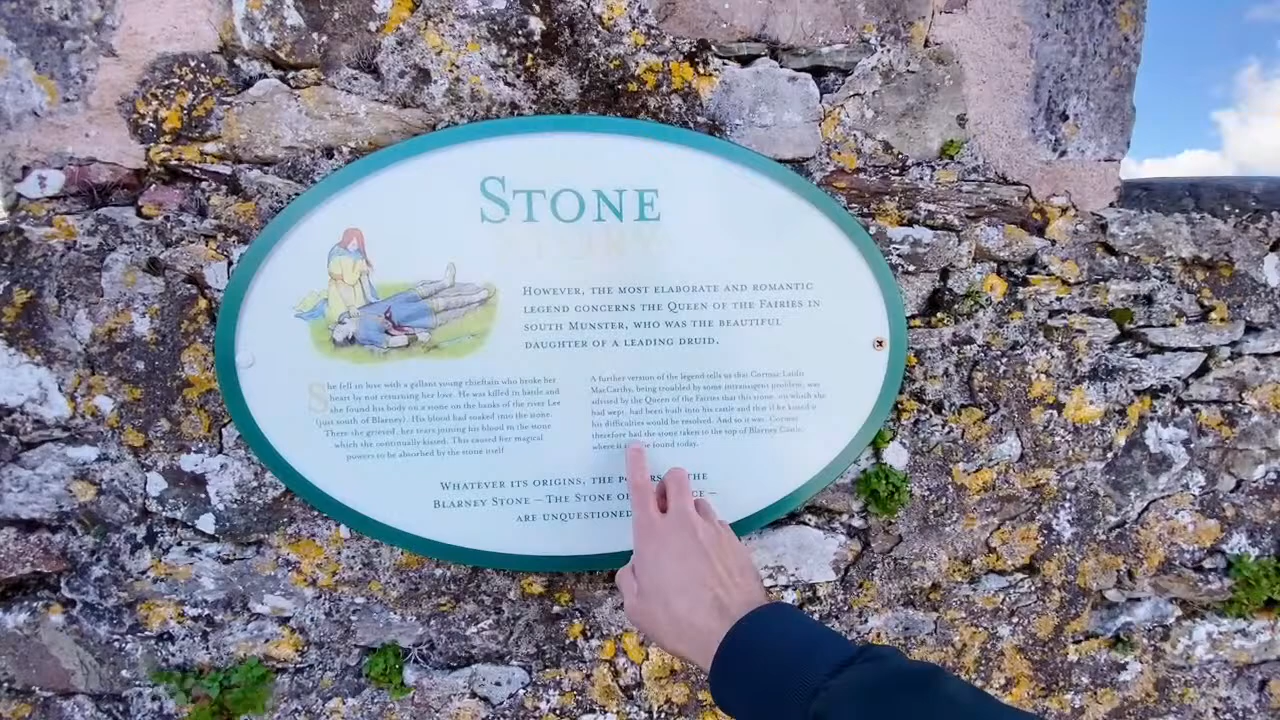 STONE
HOWEVER, THE MOST ELABORATE AND ROMANTIC
LEGEND CONCERNS THE QUEEN OF THE FAIRIES IN
SOUTH MUNSTER, WHO WAS THE BEAUTIFUL
DAUGHTER OF A LEADING DRUID.
She fell in love with a gallant young chieftain who broke her
heart by not returning her love. He was killed in battle and
she found his body on a stone on the banks of the river Lee
(just south of Blarney). His blood had soaked into the stone.
There she grieved, her tears joining his blood in the stone
which she continually kissed. This caused her magical
powers to be absorbed by the stone itself
A further version of the legend tells us that Cormac Laidir
MacCarthy, being troubled by some intransigent problem, was
advised by the Queen of the Fairies that this stone, on which she
had wept, had been built into his castle and that if he kissed it
his difficulties would be resolved. And so it was. Cormac
therefore had the stone taken to the top of Blarney Castle,
where it found today.
WHATEVER ITS ORIGINS, THE THE
BLARNEY STONE – THE STONE OF –
ARE UNQUESTIONED